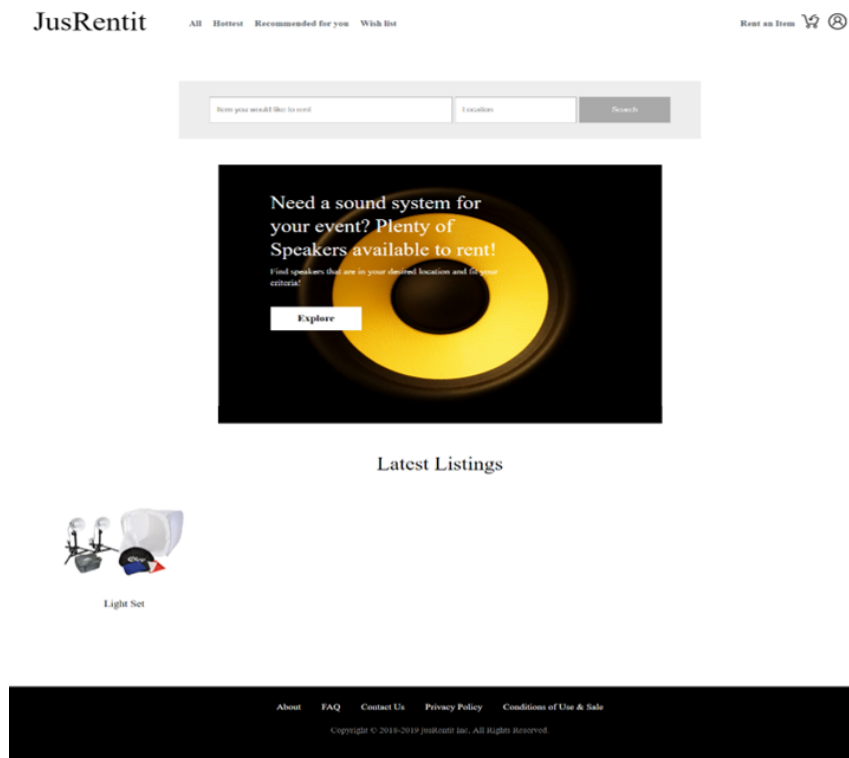 JusRentit
All Hottest Recommended for you Wish list
Rent an Item
Item you would like to rent
Location
Search
Need a sound system for
your event? Plenty of
Speakers available to rent!
Find speakers that are in your desired location and fit your
criteria!
Explore
Latest Listings
Light Set
About FAQ Contact Us Privacy Policy Conditions of Use & Sale
Copyright © 2018-2019 JusRentit Inc. All Rights Reserved.